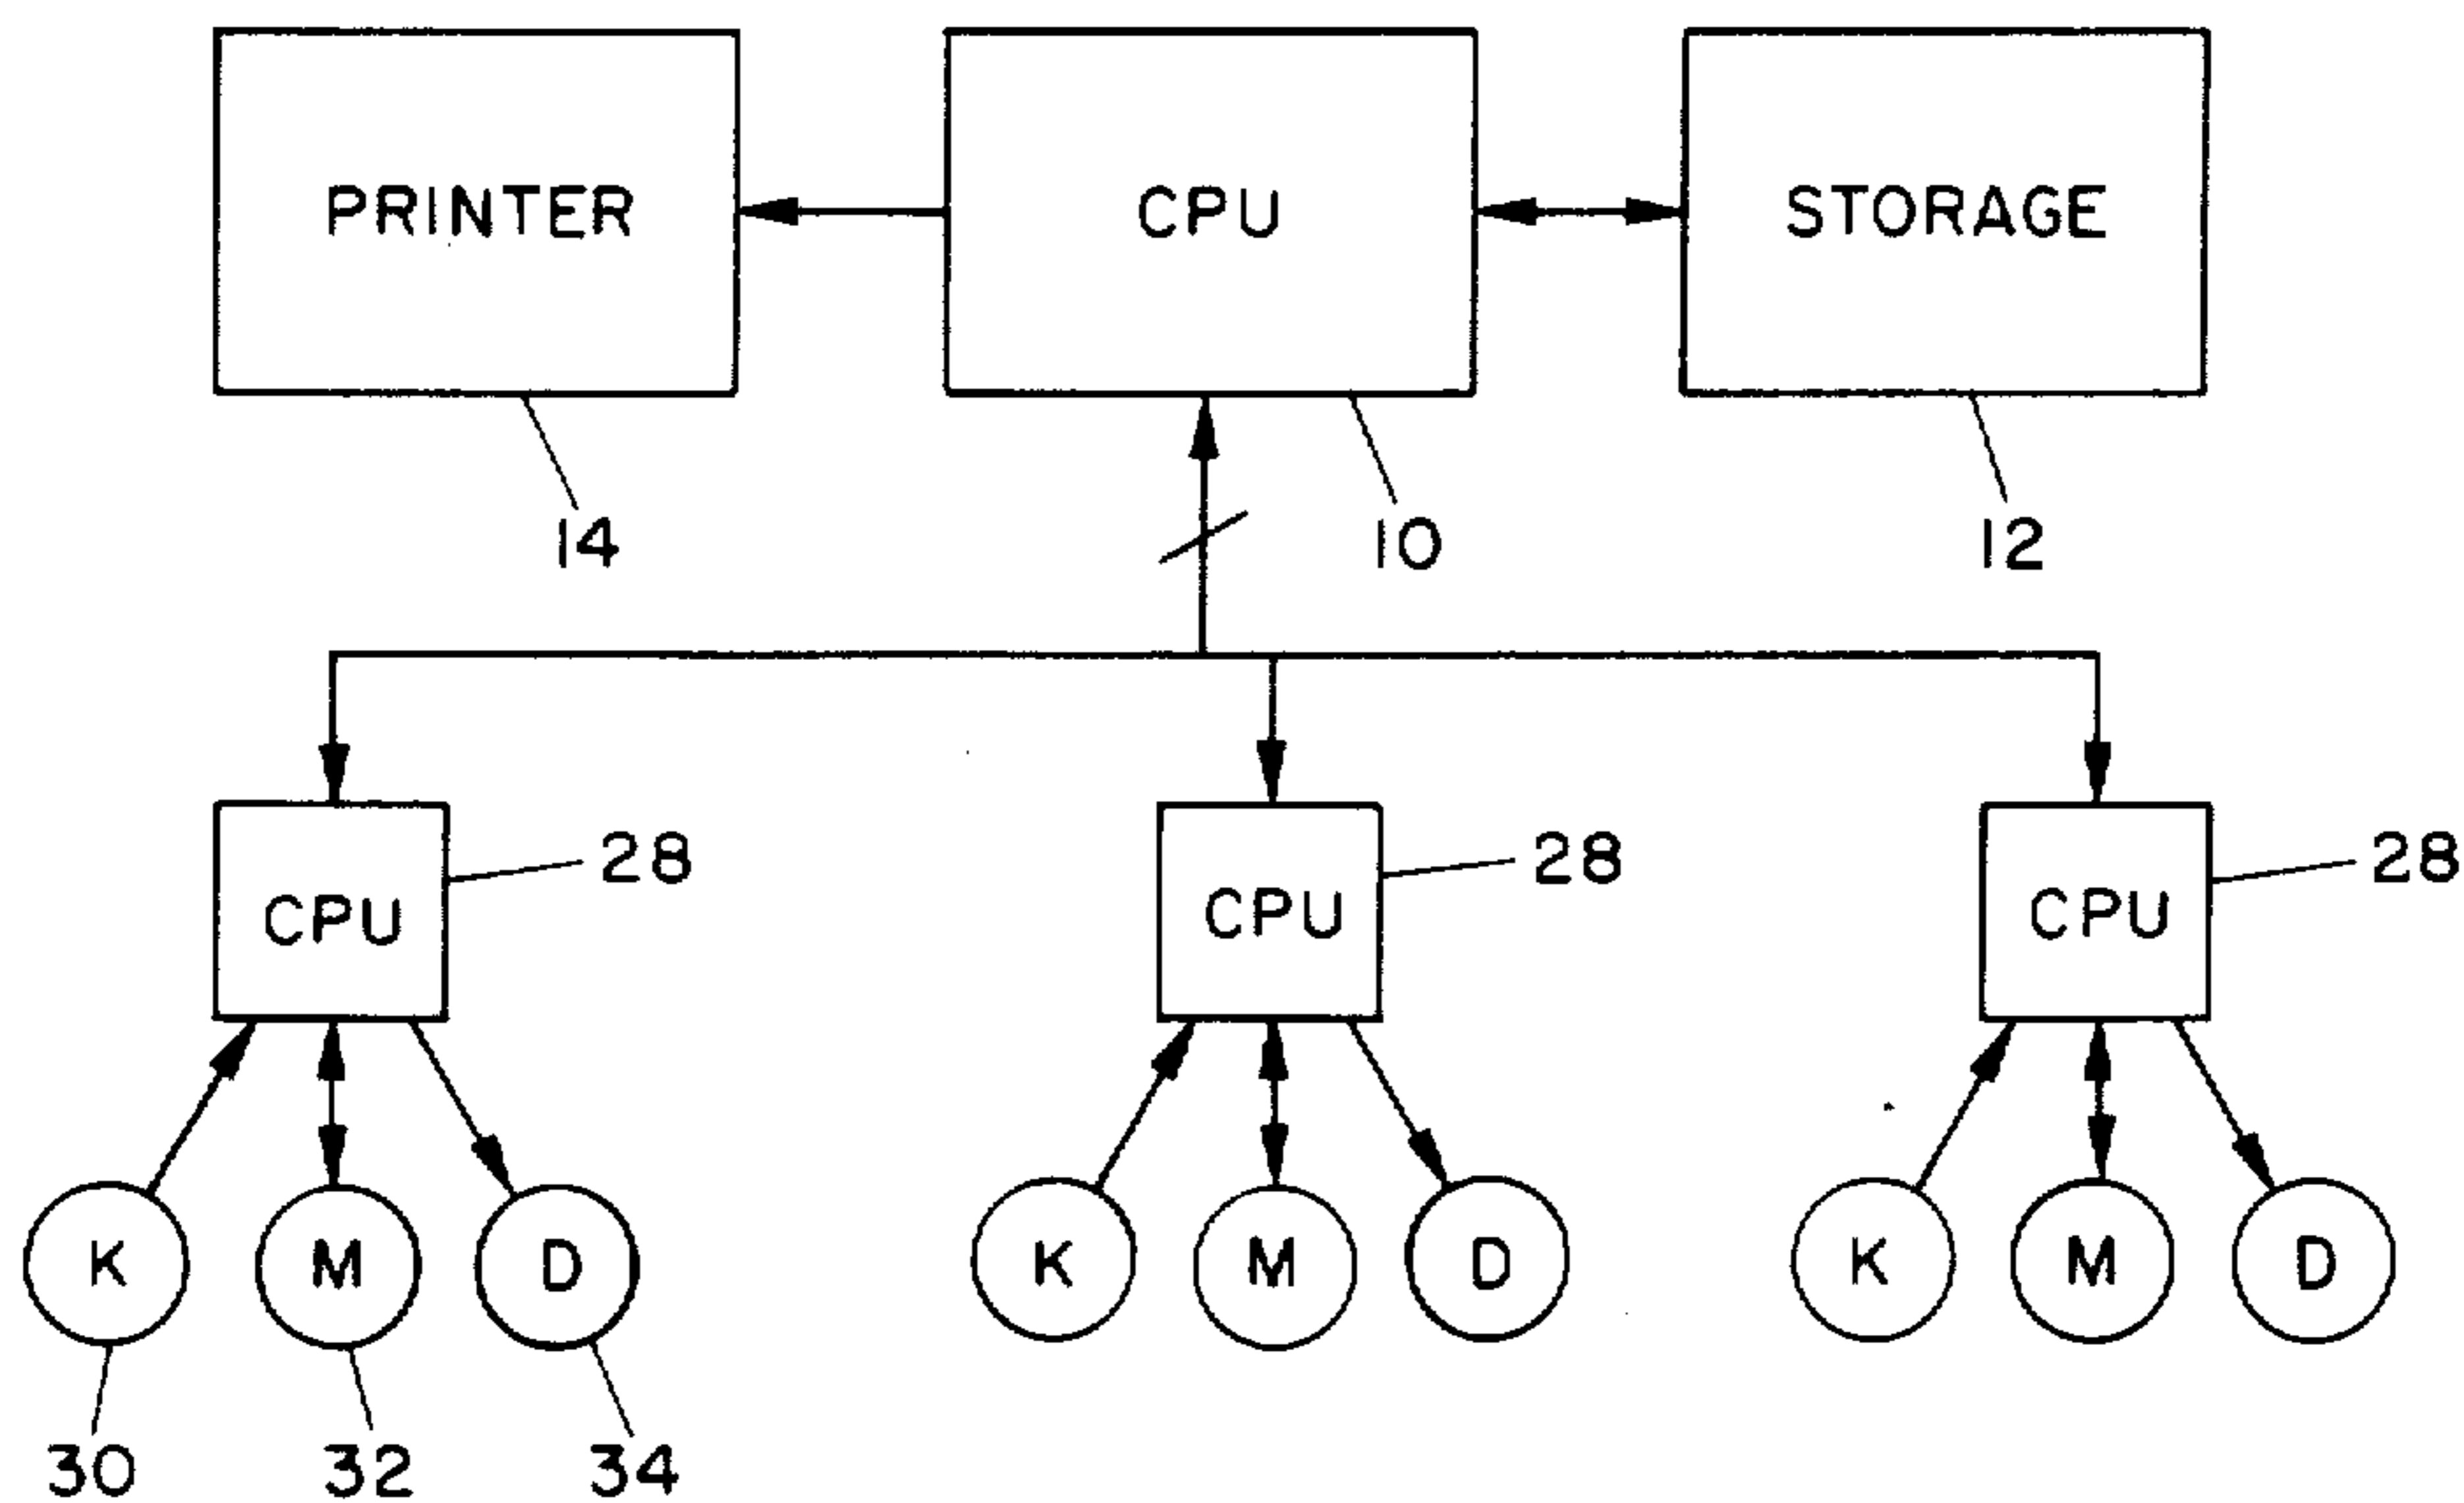 PRINTER CPU STORAGE
14 10 12
28 28 28
CPU CPU CPU
K M D K M D K M D
30 32 34